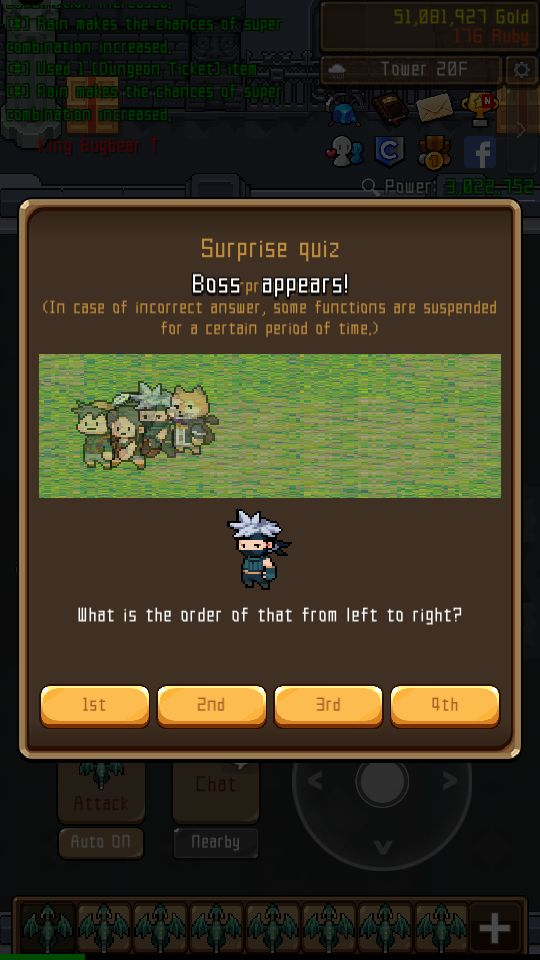 combination increased.
51,081,927 Gold
[#] Rain makes the chances of super
176 Ruby
combination increased.
[#] Used 1 [Dungeon Ticket] item
Tower 20F
[#] Rain makes the chances of super
combination increased.
N
King Bugbear T
C
1
f
Power: 3,022,752
Surprise quiz
Boss appears!
(In case of incorrect answer, some functions are suspended
for a certain period of time.)
What is the order of that from left to right?
1st 2nd 3rd 4th
Attack
Chat
Auto ON
Nearby